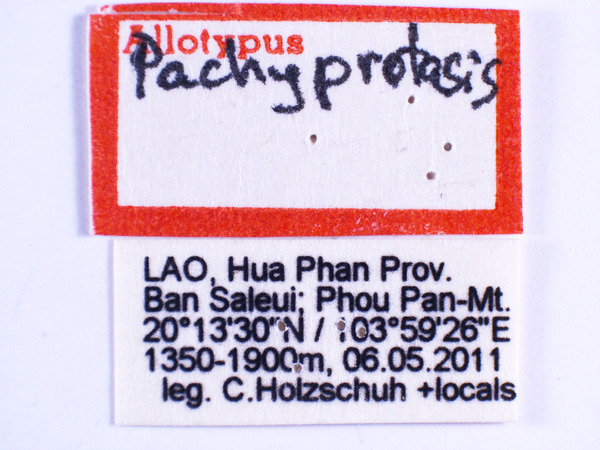 Allotypus
Pachyprotasis
LAO, Hua Phan Prov.
Ban Saleui; Phou Pan-Mt.
20°13'30"N / 103°59'26"E
1350-1900m, 06.05.2011
leg. C.Holzschuh +locals